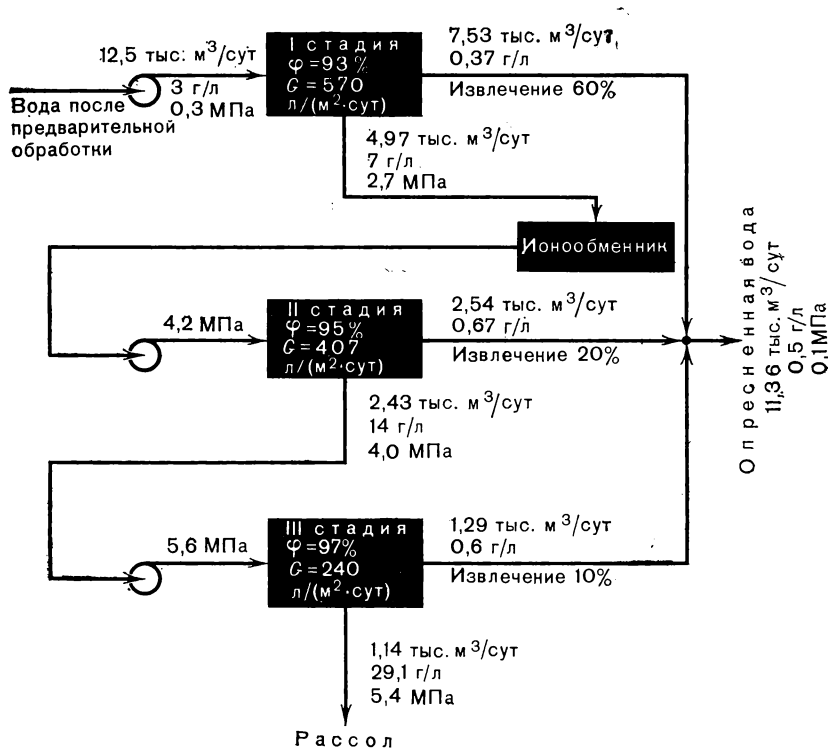 12,5 тыс. м³/сут
3 г/л
0,3 МПа
Вода после
предварительной
обработки
I стадия
φ=93%
G=570
л/(м²·сут)
7,53 тыс. м³/сут,
0,37 г/л
Извлечение 60%
4,97 тыс. м³/сут
7 г/л
2,7 МПа
Ионообменник
4,2 МПа
II стадия
φ=95%
G=407
л/(м²·сут)
2,54 тыс. м³/сут
0,67 г/л
Извлечение 20%
Опресненная вода
11,36 тыс. м³/сут
0,5 г/л
0,1 МПа
2,43 тыс. м³/сут
14 г/л
4,0 МПа
5,6 МПа
III стадия
φ=97%
G=240
л/(м²·сут)
1,29 тыс. м³/сут
0,6 г/л
Извлечение 10%
1,14 тыс. м³/сут
29,1 г/л
5,4 МПа
Рассол